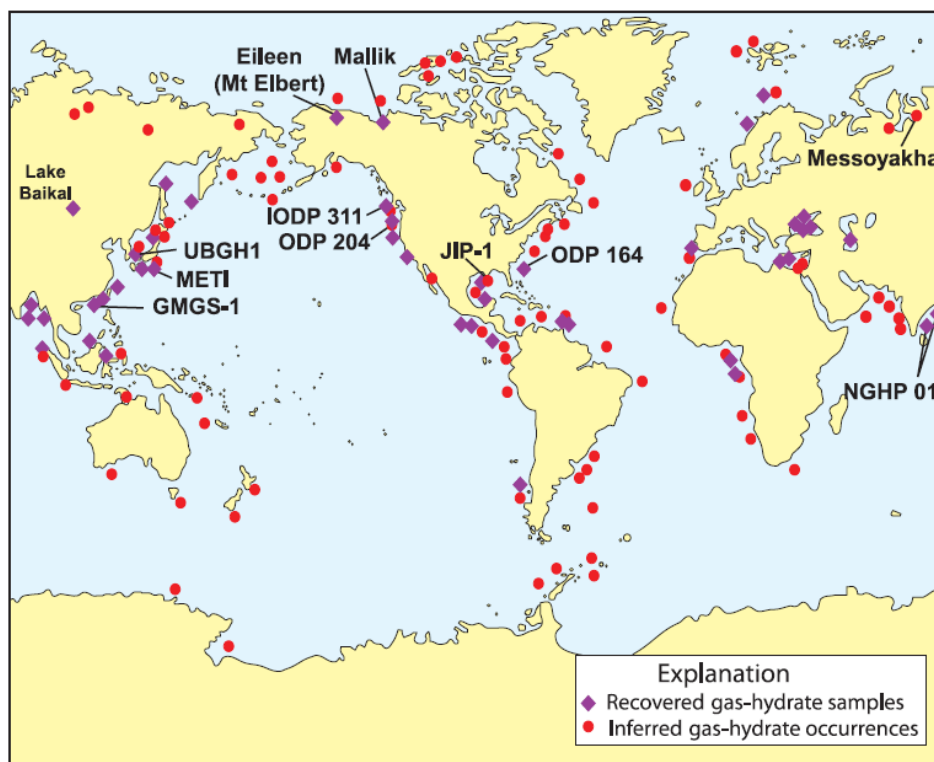 Eileen
(Mt Elbert)
Mallik
Messoyakha
Lake
Baikal
IODP 311
ODP 204
JIP-1
ODP 164
UBGH1
METI
GMGS-1
NGHP 01
Explanation
Recovered gas-hydrate samples
Inferred gas-hydrate occurrences